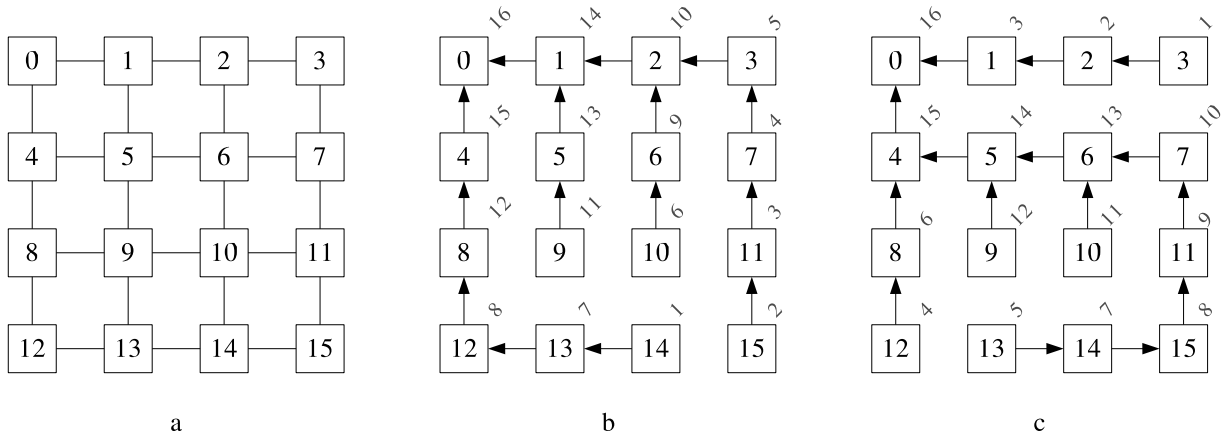 16 14 10 5 16 3 2 1
0 1 2 3 0 1 2 3 0 1 2 3
15 13 9 4 15 14 13 10
4 5 6 7 4 5 6 7 4 5 6 7
12 11 6 3 6 12 11 9
8 9 10 11 8 9 10 11 8 9 10 11
8 7 1 2 4 5 7 8
12 13 14 15 12 13 14 15 12 13 14 15
a b c